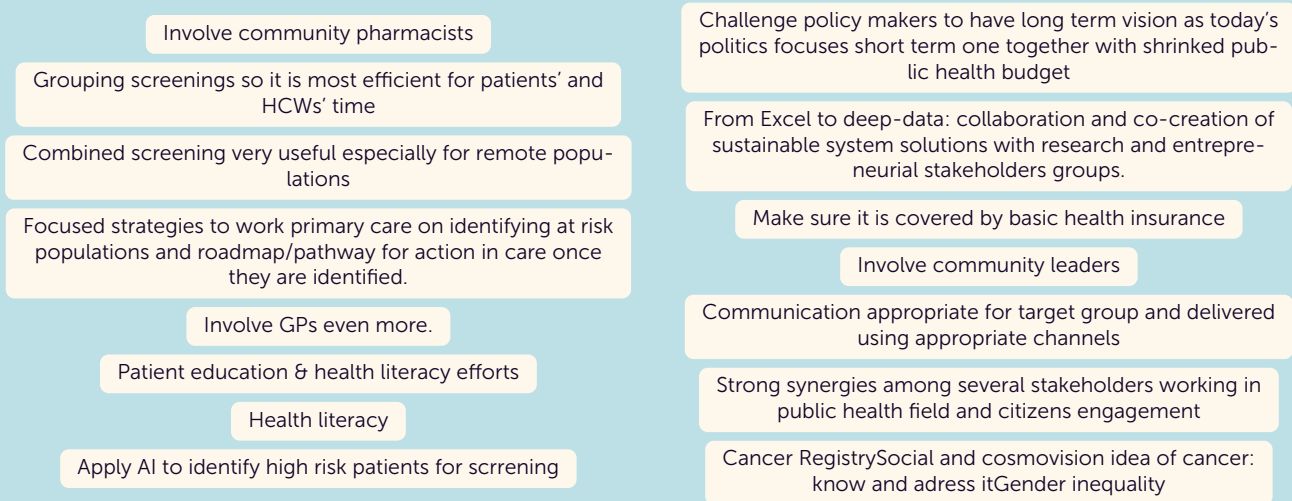 Involve community pharmacists
Grouping screenings so it is most efficient for patients’ and
HCWs’ time
Combined screening very useful especially for remote popu-
lations
Focused strategies to work primary care on identifying at risk
populations and roadmap/pathway for action in care once
they are identified.
Involve GPs even more.
Patient education & health literacy efforts
Health literacy
Apply AI to identify high risk patients for scrrening
Challenge policy makers to have long term vision as today’s
politics focuses short term one together with shrinked pub-
lic health budget
From Excel to deep-data: collaboration and co-creation of
sustainable system solutions with research and entrepre-
neurial stakeholders groups.
Make sure it is covered by basic health insurance
Involve community leaders
Communication appropriate for target group and delivered
using appropriate channels
Strong synergies among several stakeholders working in
public health field and citizens engagement
Cancer RegistrySocial and cosmovision idea of cancer:
know and adress itGender inequality